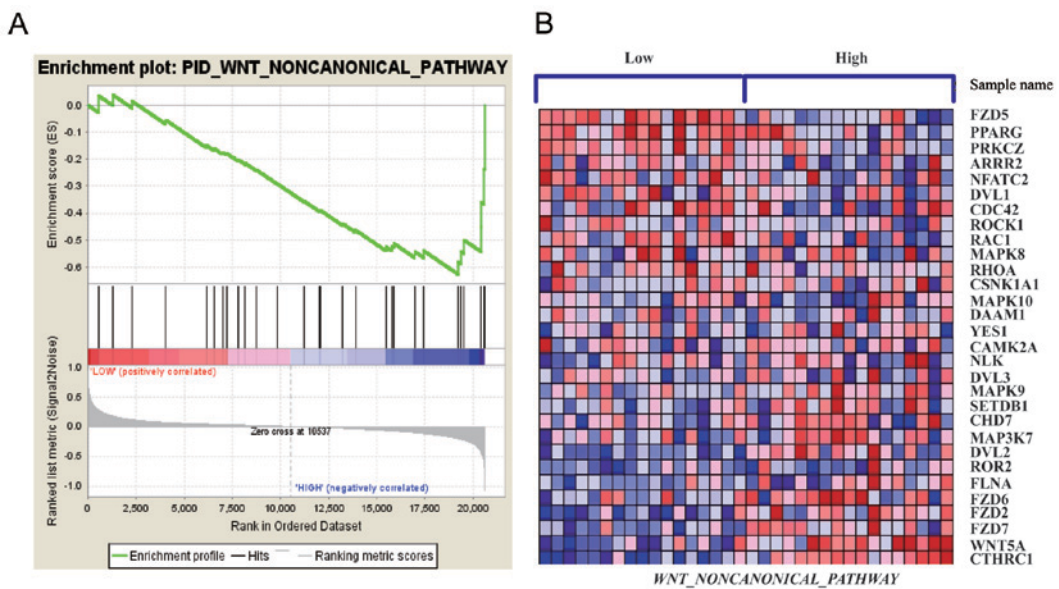 A
Enrichment plot: PID_WNT_NONCANONICAL_PATHWAY
Enrichment score (ES)
0.0
-0.1
-0.2
-0.3
-0.4
-0.5
-0.6
'LOW' (positively correlated)
Ranked list metric (Signal2Noise)
1.0
0.5
0.0
-0.5
-1.0
Zero cross at 10537
'HIGH' (negatively correlated)
0 2,500 5,000 7,500 10,000 12,500 15,000 17,500 20,000
Rank in Ordered Dataset
Enrichment profile Hits Ranking metric scores
B
Low High
Sample name
FZD5
PPARG
PRKCZ
ARRR2
NFATC2
DVL1
CDC42
ROCK1
RAC1
MAPK8
RHOA
CSNK1A1
MAPK10
DAAM1
YES1
CAMK2A
NLK
DVL3
MAPK9
SETDB1
CHD7
MAP3K7
DVL2
ROR2
FLNA
FZD6
FZD2
FZD7
WNT5A
CTHRC1
WNT_NONCANONICAL_PATHWAY